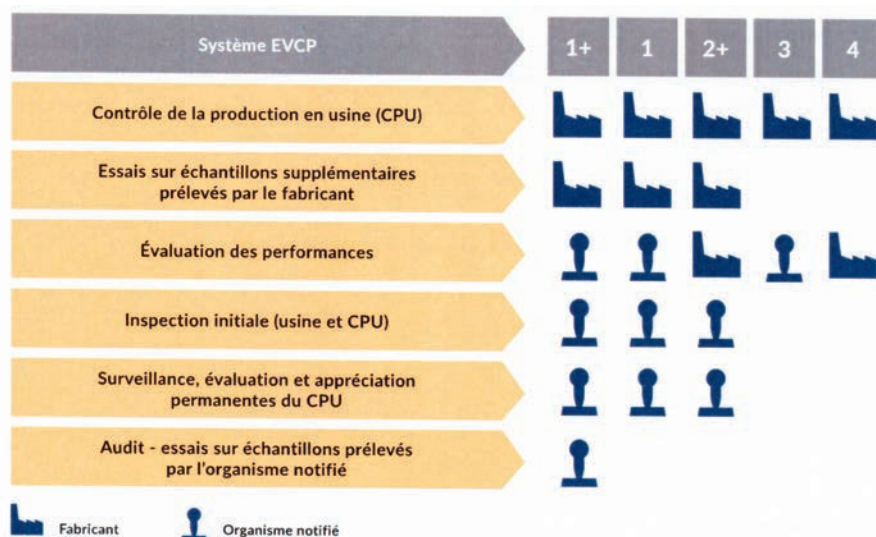 Système EVCP 1+ 1 2+ 3 4
Contrôle de la production en usine (CPU)
Essais sur échantillons supplémentaires
prélevés par le fabricant
Évaluation des performances
Inspection initiale (usine et CPU)
Surveillance, évaluation et appréciation
permanentes du CPU
Audit - essais sur échantillons prélevés
par l'organisme notifié
Fabricant Organisme notifié